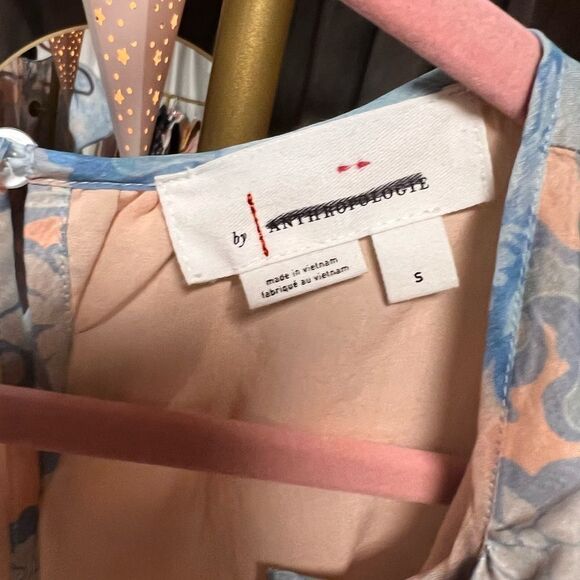 by ANTHROPOLOGIE
made in vietnam
fabriqué au vietnam
S